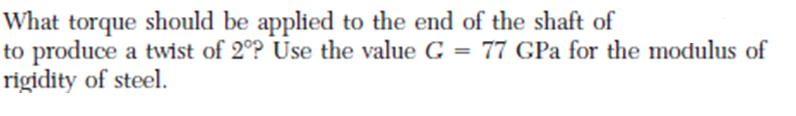 What torque should be applied to the end of the shaft of
to produce a twist of 2°? Use the value G = 77 GPa for the modulus of
rigidity of steel.